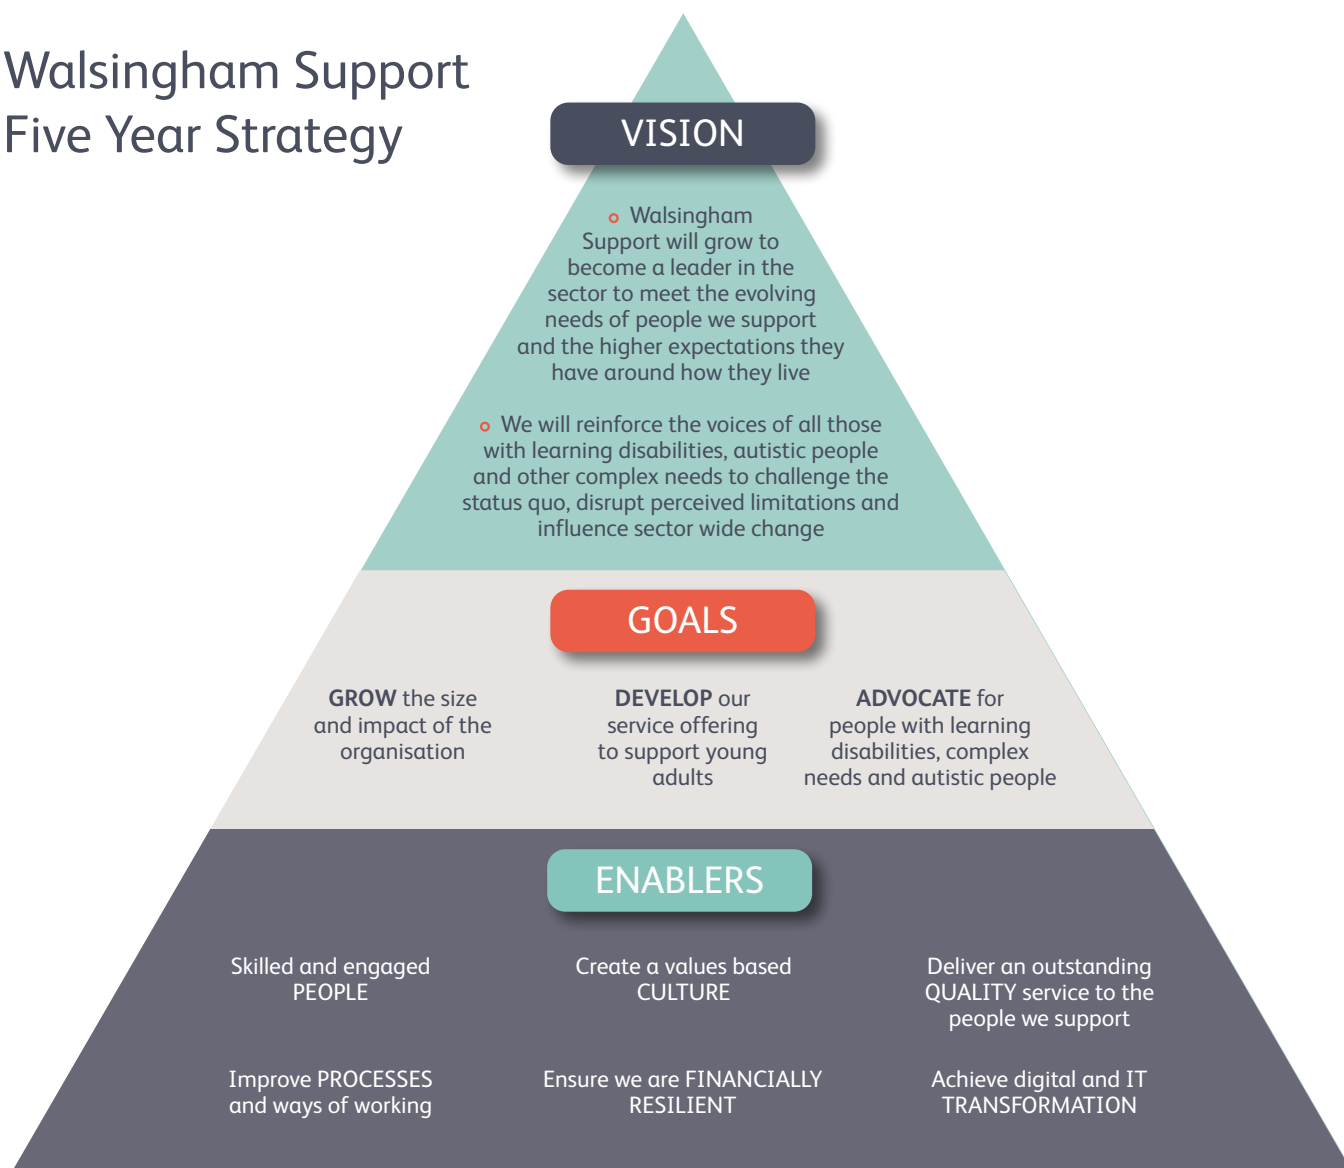 Walsingham Support
Five Year Strategy
VISION
Walsingham
Support will grow to
become a leader in the
sector to meet the evolving
needs of people we support
and the higher expectations they
have around how they live
We will reinforce the voices of all those
with learning disabilities, autistic people
and other complex needs to challenge the
status quo, disrupt perceived limitations and
influence sector wide change
GOALS
GROW the size
and impact of the
organisation
DEVELOP our
service offering
to support young
adults
ADVOCATE for
people with learning
disabilities, complex
needs and autistic people
ENABLERS
Skilled and engaged
PEOPLE
Create a values based
CULTURE
Deliver an outstanding
QUALITY service to the
people we support
Improve PROCESSES
and ways of working
Ensure we are FINANCIALLY
RESILIENT
Achieve digital and IT
TRANSFORMATION